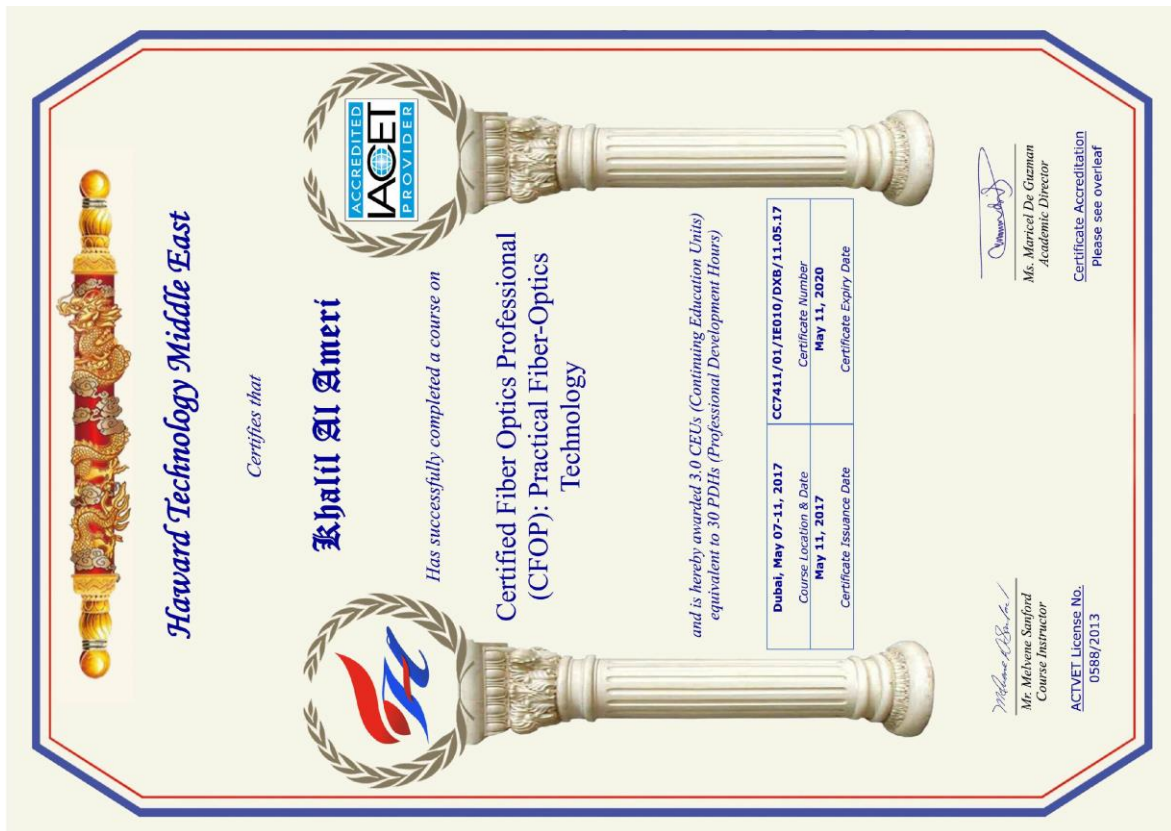 Haward Technology Middle East
Certifies that
Khalil Al Ameri
Has successfully completed a course on
Certified Fiber Optics Professional
(CFOP): Practical Fiber-Optics
Technology
ACCREDITED
IACET
PROVIDER
and is hereby awarded 3.0 CEUs (Continuing Education Units)
equivalent to 30 PDHs (Professional Development Hours)
Dubai, May 07-11, 2017
CC7411/01/IE010/DXB/11.05.17
Course Location & Date
Certificate Number
May 11, 2017
May 11, 2020
Certificate Issuance Date
Certificate Expiry Date
Mr. Melvene Sanford
Course Instructor
Ms. Maricel De Guzman
Academic Director
ACTVET License No.
0588/2013
Certificate Accreditation
Please see overleaf